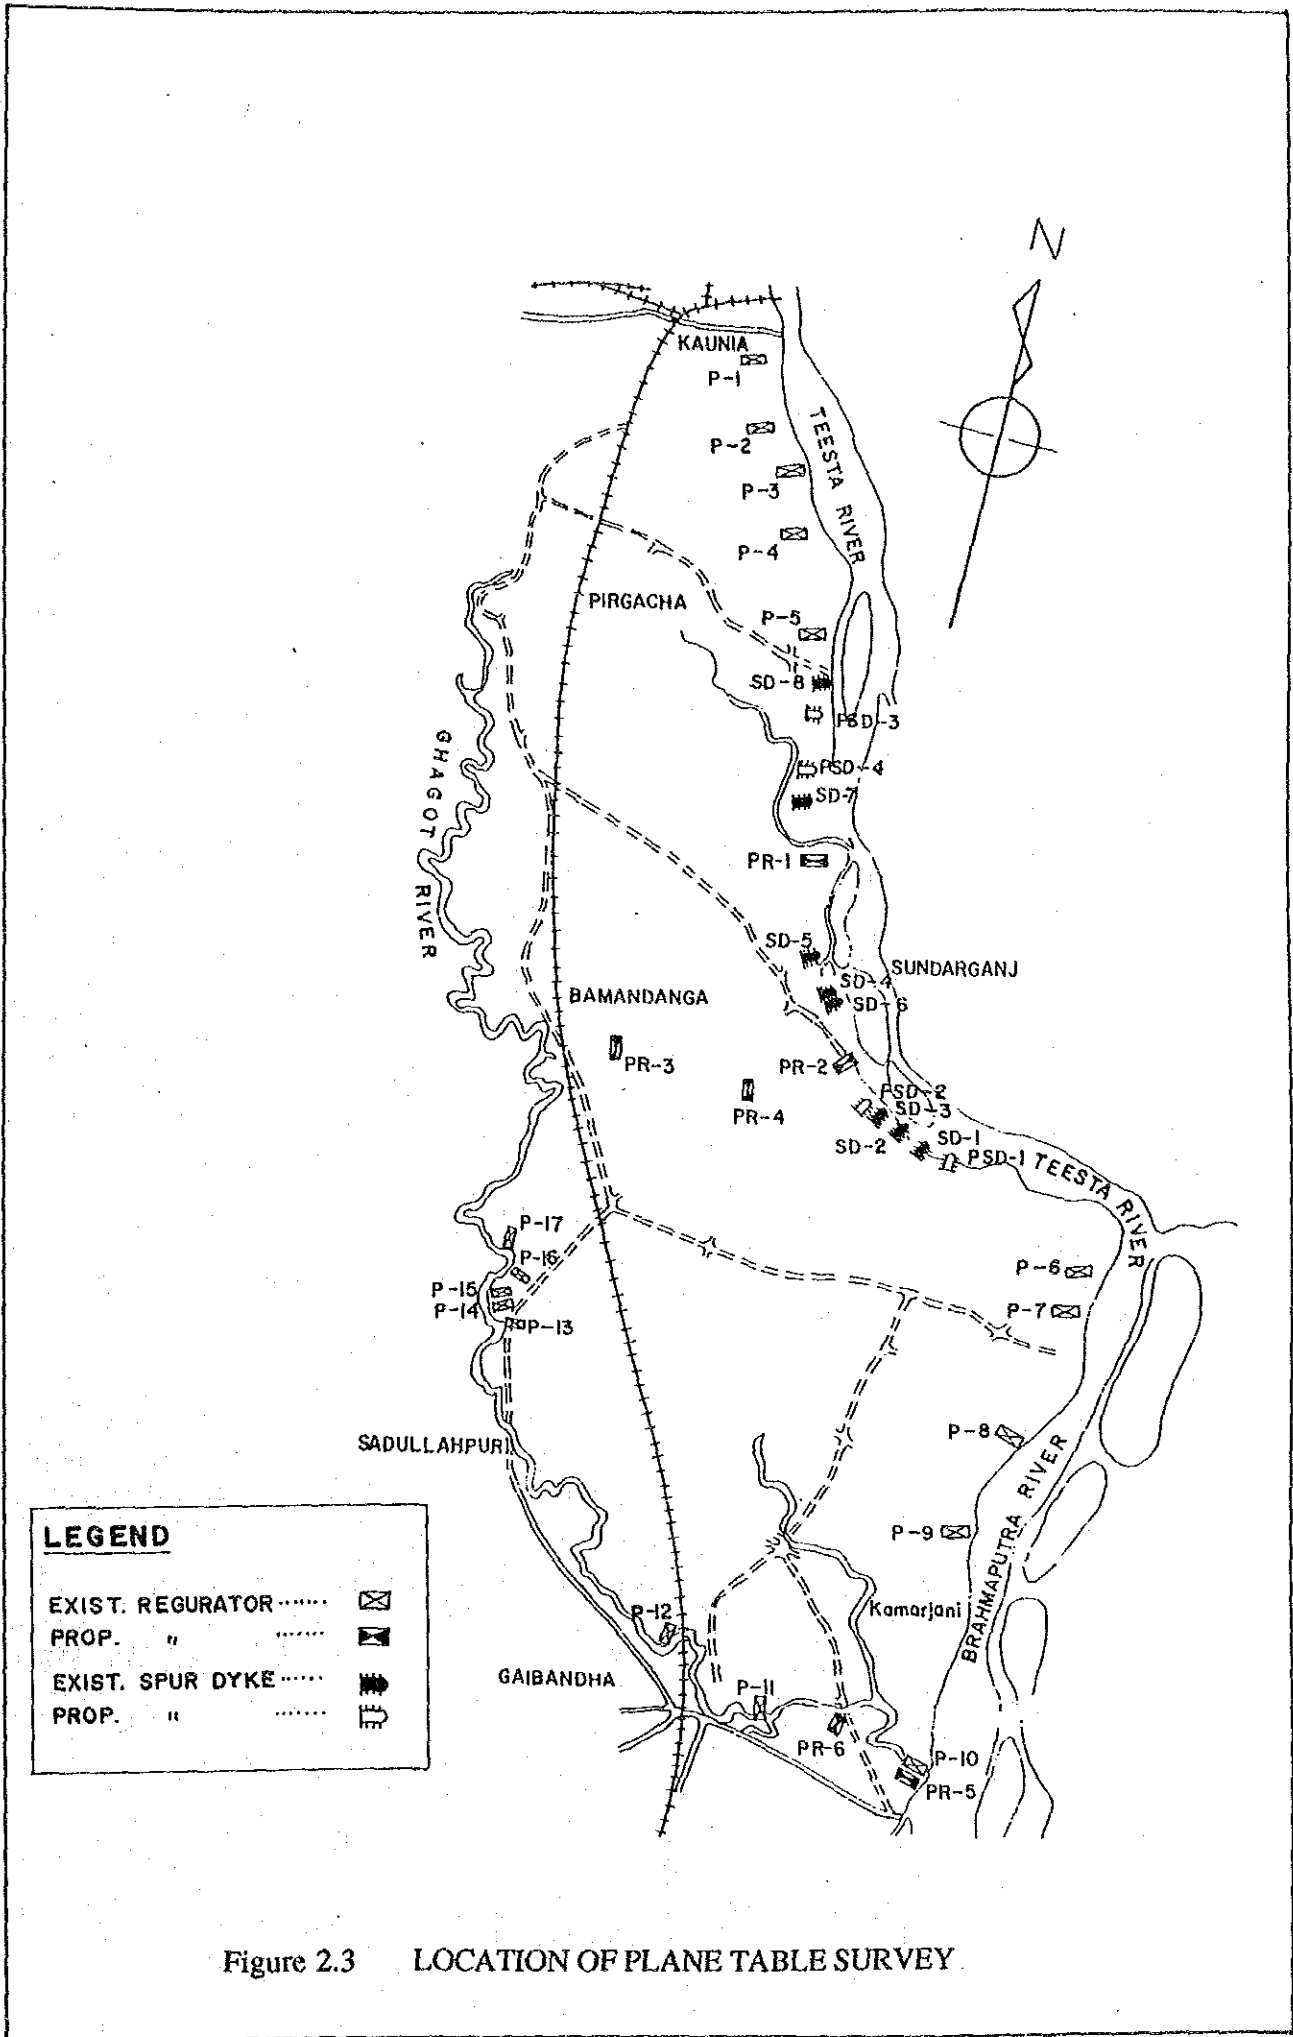 N
KAUNIA
P-1
P-2
P-3
P-4
TEESTA RIVER
PIRGACHA
P-5
SD-8
PSD-3
PSD-4
SD-7
GHAGOT RIVER
PR-1
SD-5
SUNDARGANJ
SD-4
SD-6
BAMANDANGA
PR-3
PR-2
PR-4
PSD-2
SD-3
SD-2
SD-1
PSD-1
TEESTA RIVER
P-17
P-16
P-15
P-14
P-13
P-6
P-7
SADULLAHPUR
P-8
P-9
BRAHMAPUTRA RIVER
Kamarjani
P-12
GAIBANDHA
P-11
PR-6
P-10
PR-5
LEGEND
EXIST. REGURATOR ......
PROP. " ......
EXIST. SPUR DYKE ......
PROP. " ......
Figure 2.3 LOCATION OF PLANE TABLE SURVEY